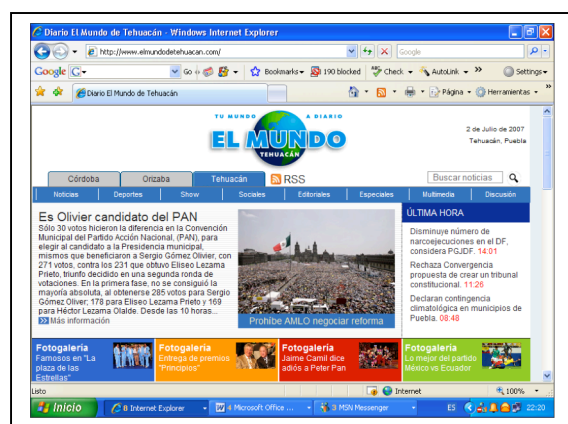 Diario El Mundo de Tehuacán - Windows Internet Explorer
http://www.elmundodetehuacan.com/
Google
Google G Go Bookmarks 190 blocked Check AutoLink » Settings
Diario El Mundo de Tehuacán
Página Herramientas »
TU MUNDO A DIARIO
EL MUNDO
TEHUACÁN
2 de Julio de 2007
Tehuacán, Puebla
Córdoba Orizaba Tehuacán RSS Buscar noticias
Noticias Deportes Show Sociales Editoriales Especiales Multimedia Discusión
Es Olivier candidato del PAN
Sólo 30 votos hicieron la diferencia en la Convención
Municipal del Partido Acción Nacional, (PAN), para
elegir al candidato a la Presidencia municipal,
mismos que beneficiaron a Sergio Gómez Olivier, con
271 votos, contra los 231 que obtuvo Eliseo Lezama
Prieto, triunfo decidido en una segunda ronda de
votaciones. En la primera fase, no se consiguió la
mayoría absoluta, al obtenerse 285 votos para Sergio
Gómez Oliver; 178 para Eliseo Lezama Prieto y 169
para Héctor Lezama Olalde. Desde las 10 horas...
Más información
Prohibe AMLO negociar reforma
ÚLTIMA HORA
Disminuye número de
narcoejecuciones en el DF,
considera PGJDF. 14:01
Rechaza Convergencia
propuesta de crear un tribunal
constitucional. 11:26
Declaran contingencia
climatológica en municipios de
Puebla. 08:48
Fotogalería
Famosos en "La
plaza de las
Estrellas"
Fotogalería
Entrega de premios
"Principios"
Fotogalería
Jaime Camil dice
adiós a Peter Pan
Fotogalería
Lo mejor del partido
México vs Ecuador
Listo Internet 100%
Inicio 8 Internet Explorer 4 Microsoft Office ... 3 MSN Messenger ES 22:20